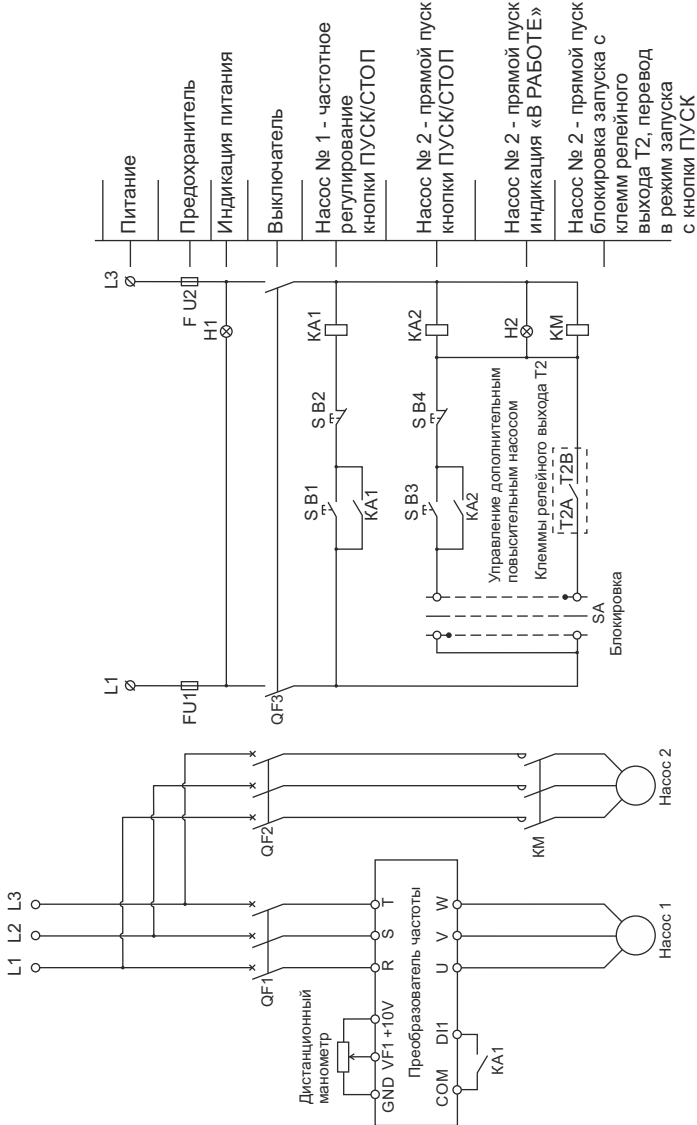 L1
L2
L3
QF1
QF2
Дистанционный
манометр
GND
VF1
+10V
R
S
T
Преобразователь частоты
COM
DI1
U
V
W
KA1
KM
Насос 1
Насос 2
L1
L3
FU1
F U2
H1
QF3
S B1
S B2
KA1
KA1
S B3
S B4
KA2
KA2
Управление дополнительным
повысительным насосом
H2
Клеммы релейного выхода T2
T2A
T2B
KM
SA
Блокировка
Питание
Предохранитель
Индикация питания
Выключатель
Насос № 1 - частотное
регулирование
кнопки ПУСК/СТОП
Насос № 2 - прямой пуск
кнопки ПУСК/СТОП
Насос № 2 - прямой пуск
индикация «В РАБОТЕ»
Насос № 2 - прямой пуск
блокировка запуска с
клемм релейного
выхода Т2, перевод
в режим запуска
с кнопки ПУСК